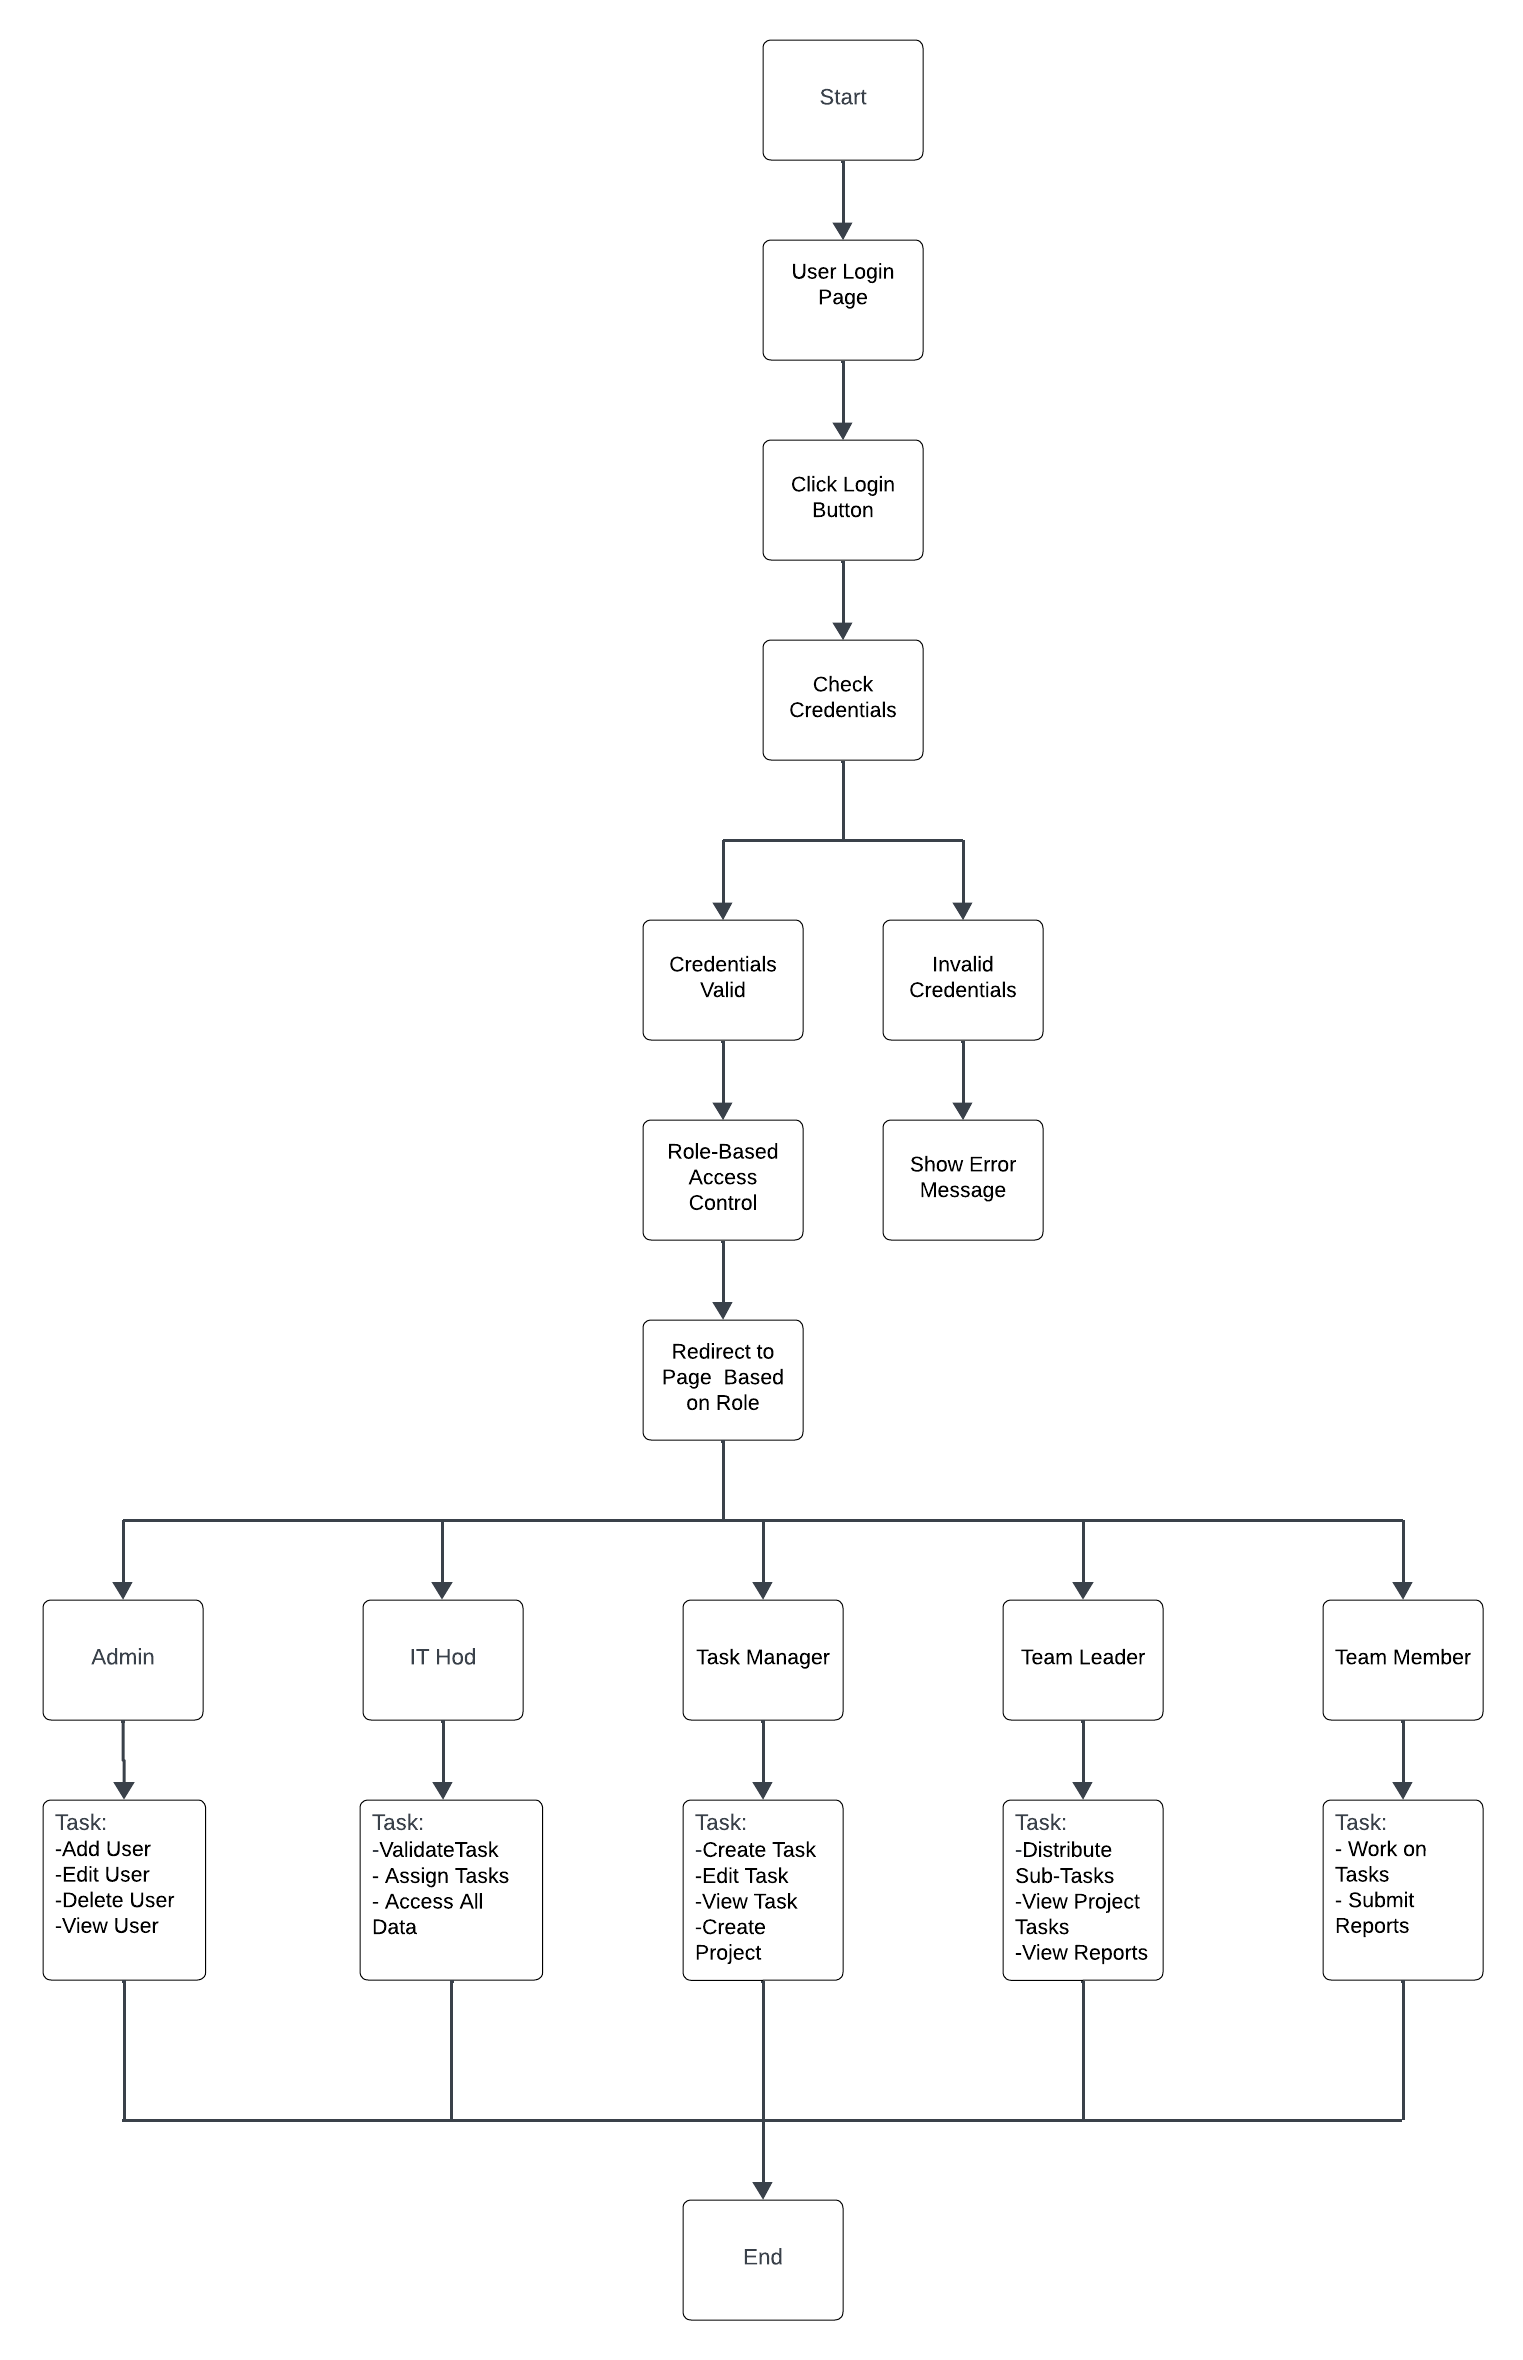 Start
User Login
Page
Click Login
Button
Check
Credentials
Credentials
Valid
Invalid
Credentials
Role-Based
Access
Control
Show Error
Message
Redirect to
Page  Based
on Role
Admin
IT Hod
Task Manager
Team Leader
Team Member
Task:
-Add User
-Edit User
-Delete User
-View User
Task:
-ValidateTask
- Assign Tasks
- Access All
Data
Task:
-Create Task
-Edit Task
-View Task
-Create
Project
Task:
-Distribute
Sub-Tasks
-View Project
Tasks
-View Reports
Task:
- Work on
Tasks
- Submit
Reports
End